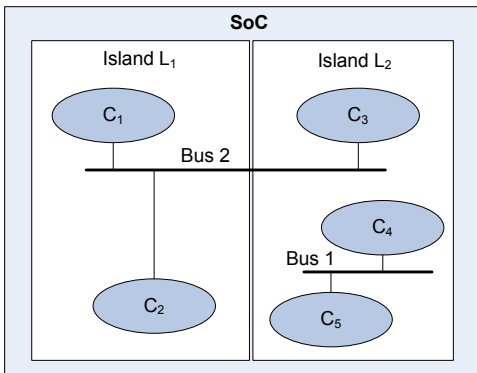 SoC
Island L₁
Island L₂
C₁
C₃
Bus 2
C₄
Bus 1
C₂
C₅